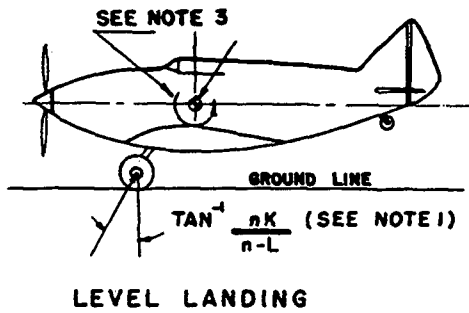 SEE NOTE 3
GROUND LINE
TAN⁻¹ nK/n-L (SEE NOTE 1)
LEVEL LANDING